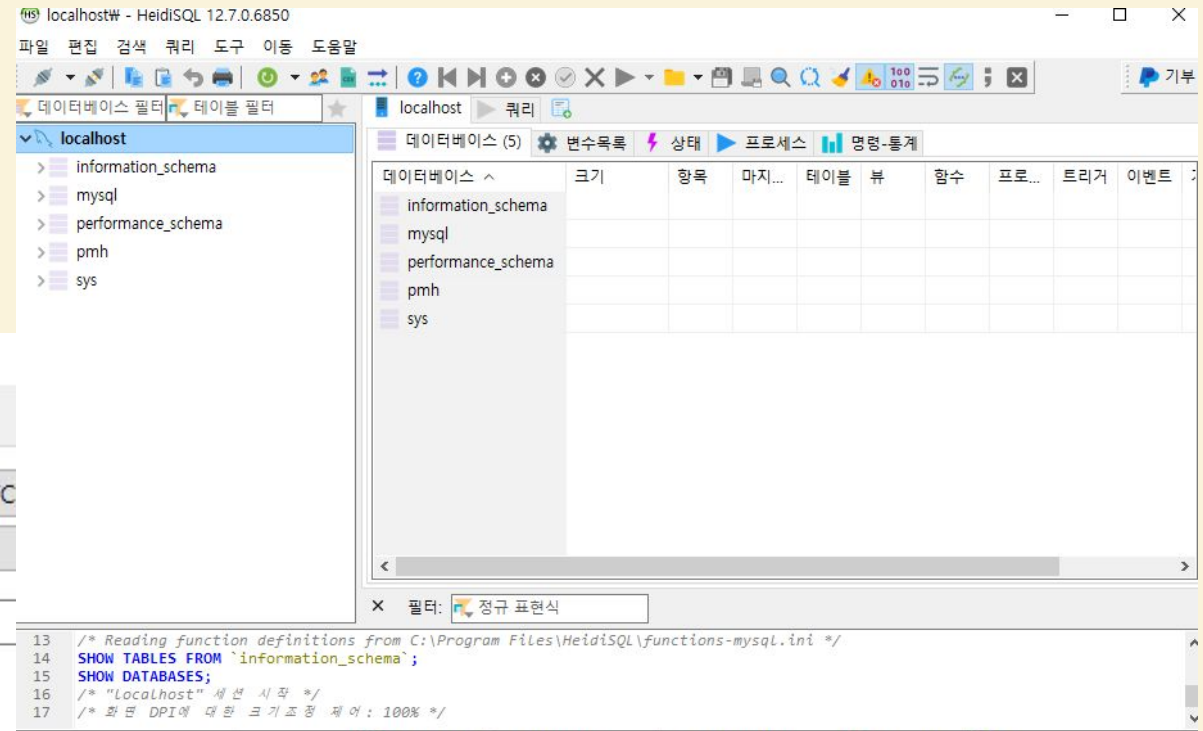 localhost₩ - HeidiSQL 12.7.0.6850
파일 편집 검색 쿼리 도구 이동 도움말
기부
데이터베이스 필터 테이블 필터
localhost 쿼리
localhost
information_schema
mysql
performance_schema
pmh
sys
데이터베이스 (5) 변수목록 상태 프로세스 명령-통계
데이터베이스 크기 항목 마지... 테이블 뷰 함수 프로... 트리거 이벤트
information_schema
mysql
performance_schema
pmh
sys
필터: 정규 표현식
13 /* Reading function definitions from C:\Program Files\HeidiSQL\functions-mysql.ini */
14 SHOW TABLES FROM `information_schema`;
15 SHOW DATABASES;
16 /* "localhost" 세션 시작 */
17 /* 화면 DPI에 대한 크기조정 제어: 100% */